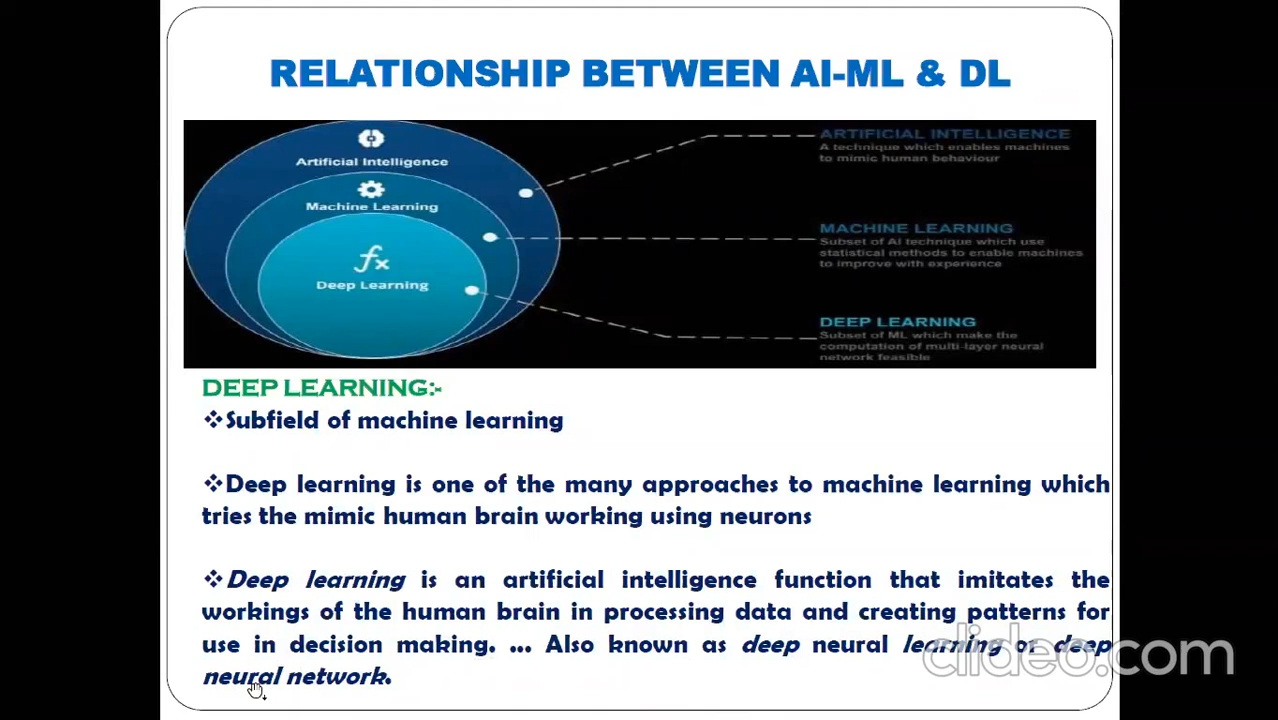 RELATIONSHIP BETWEEN AI-ML & DL
Artificial Intelligence
Machine Learning
fx
Deep Learning
ARTIFICIAL INTELLIGENCE
A technique which enables machines
to mimic human behaviour
MACHINE LEARNING
Subset of AI technique which use
statistical methods to enable machines
to improve with experience
DEEP LEARNING
Subset of ML which make the
computation of multi-layer neural
network feasible
DEEP LEARNING:-
❖Subfield of machine learning
❖Deep learning is one of the many approaches to machine learning which
tries the mimic human brain working using neurons
❖Deep learning is an artificial intelligence function that imitates the
workings of the human brain in processing data and creating patterns for
use in decision making. ... Also known as deep neural learning or deep
neural network.
clideo.com